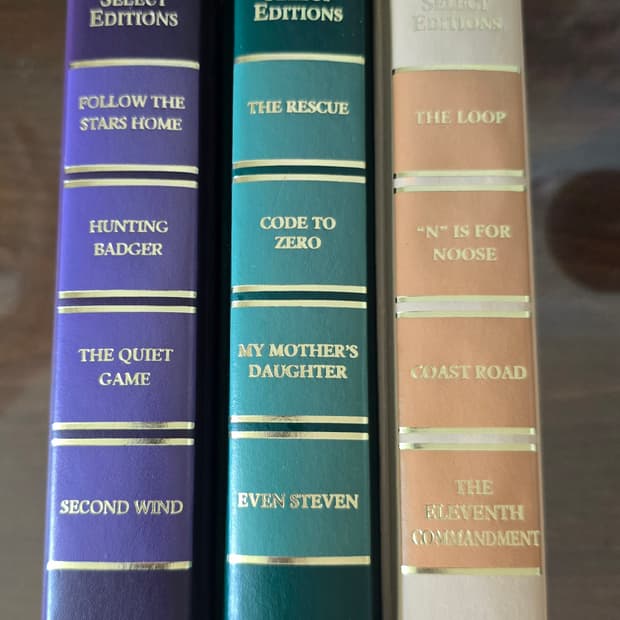 SELECT
EDITIONS
FOLLOW THE
STARS HOME
HUNTING
BADGER
THE QUIET
GAME
SECOND WIND
SELECT
EDITIONS
THE RESCUE
CODE TO
ZERO
MY MOTHER'S
DAUGHTER
EVEN STEVEN
SELECT
EDITIONS
THE LOOP
"N" IS FOR
NOOSE
COAST ROAD
THE
ELEVENTH
COMMANDMENT